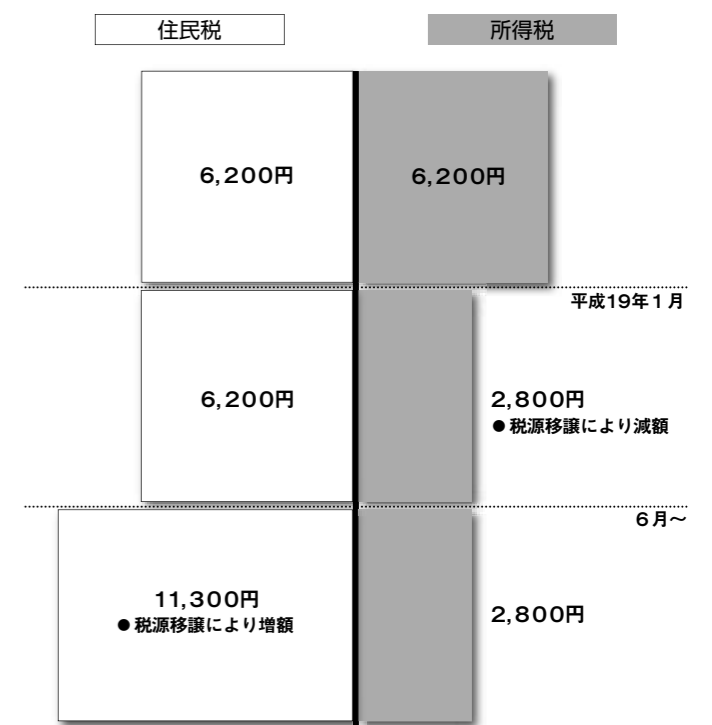 住民税
所得税
6,200円
6,200円
平成19年1月
6,200円
2,800円
●税源移譲により減額
6月～
11,300円
●税源移譲により増額
2,800円